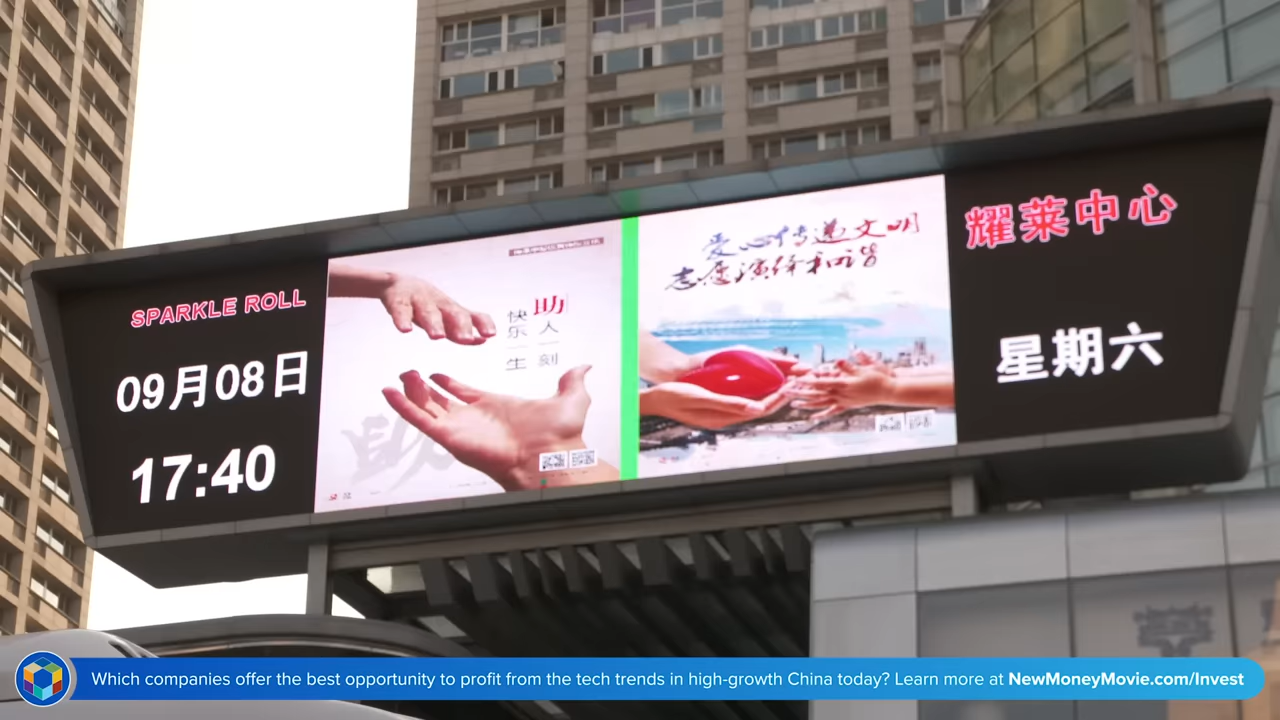 SPARKLE ROLL
09月08日
17:40
助人一刻
快乐一生
爱心传递文明
志愿演绎和谐
耀莱中心
星期六
Which companies offer the best opportunity to profit from the tech trends in high-growth China today? Learn more at NewMoneyMovie.com/Invest